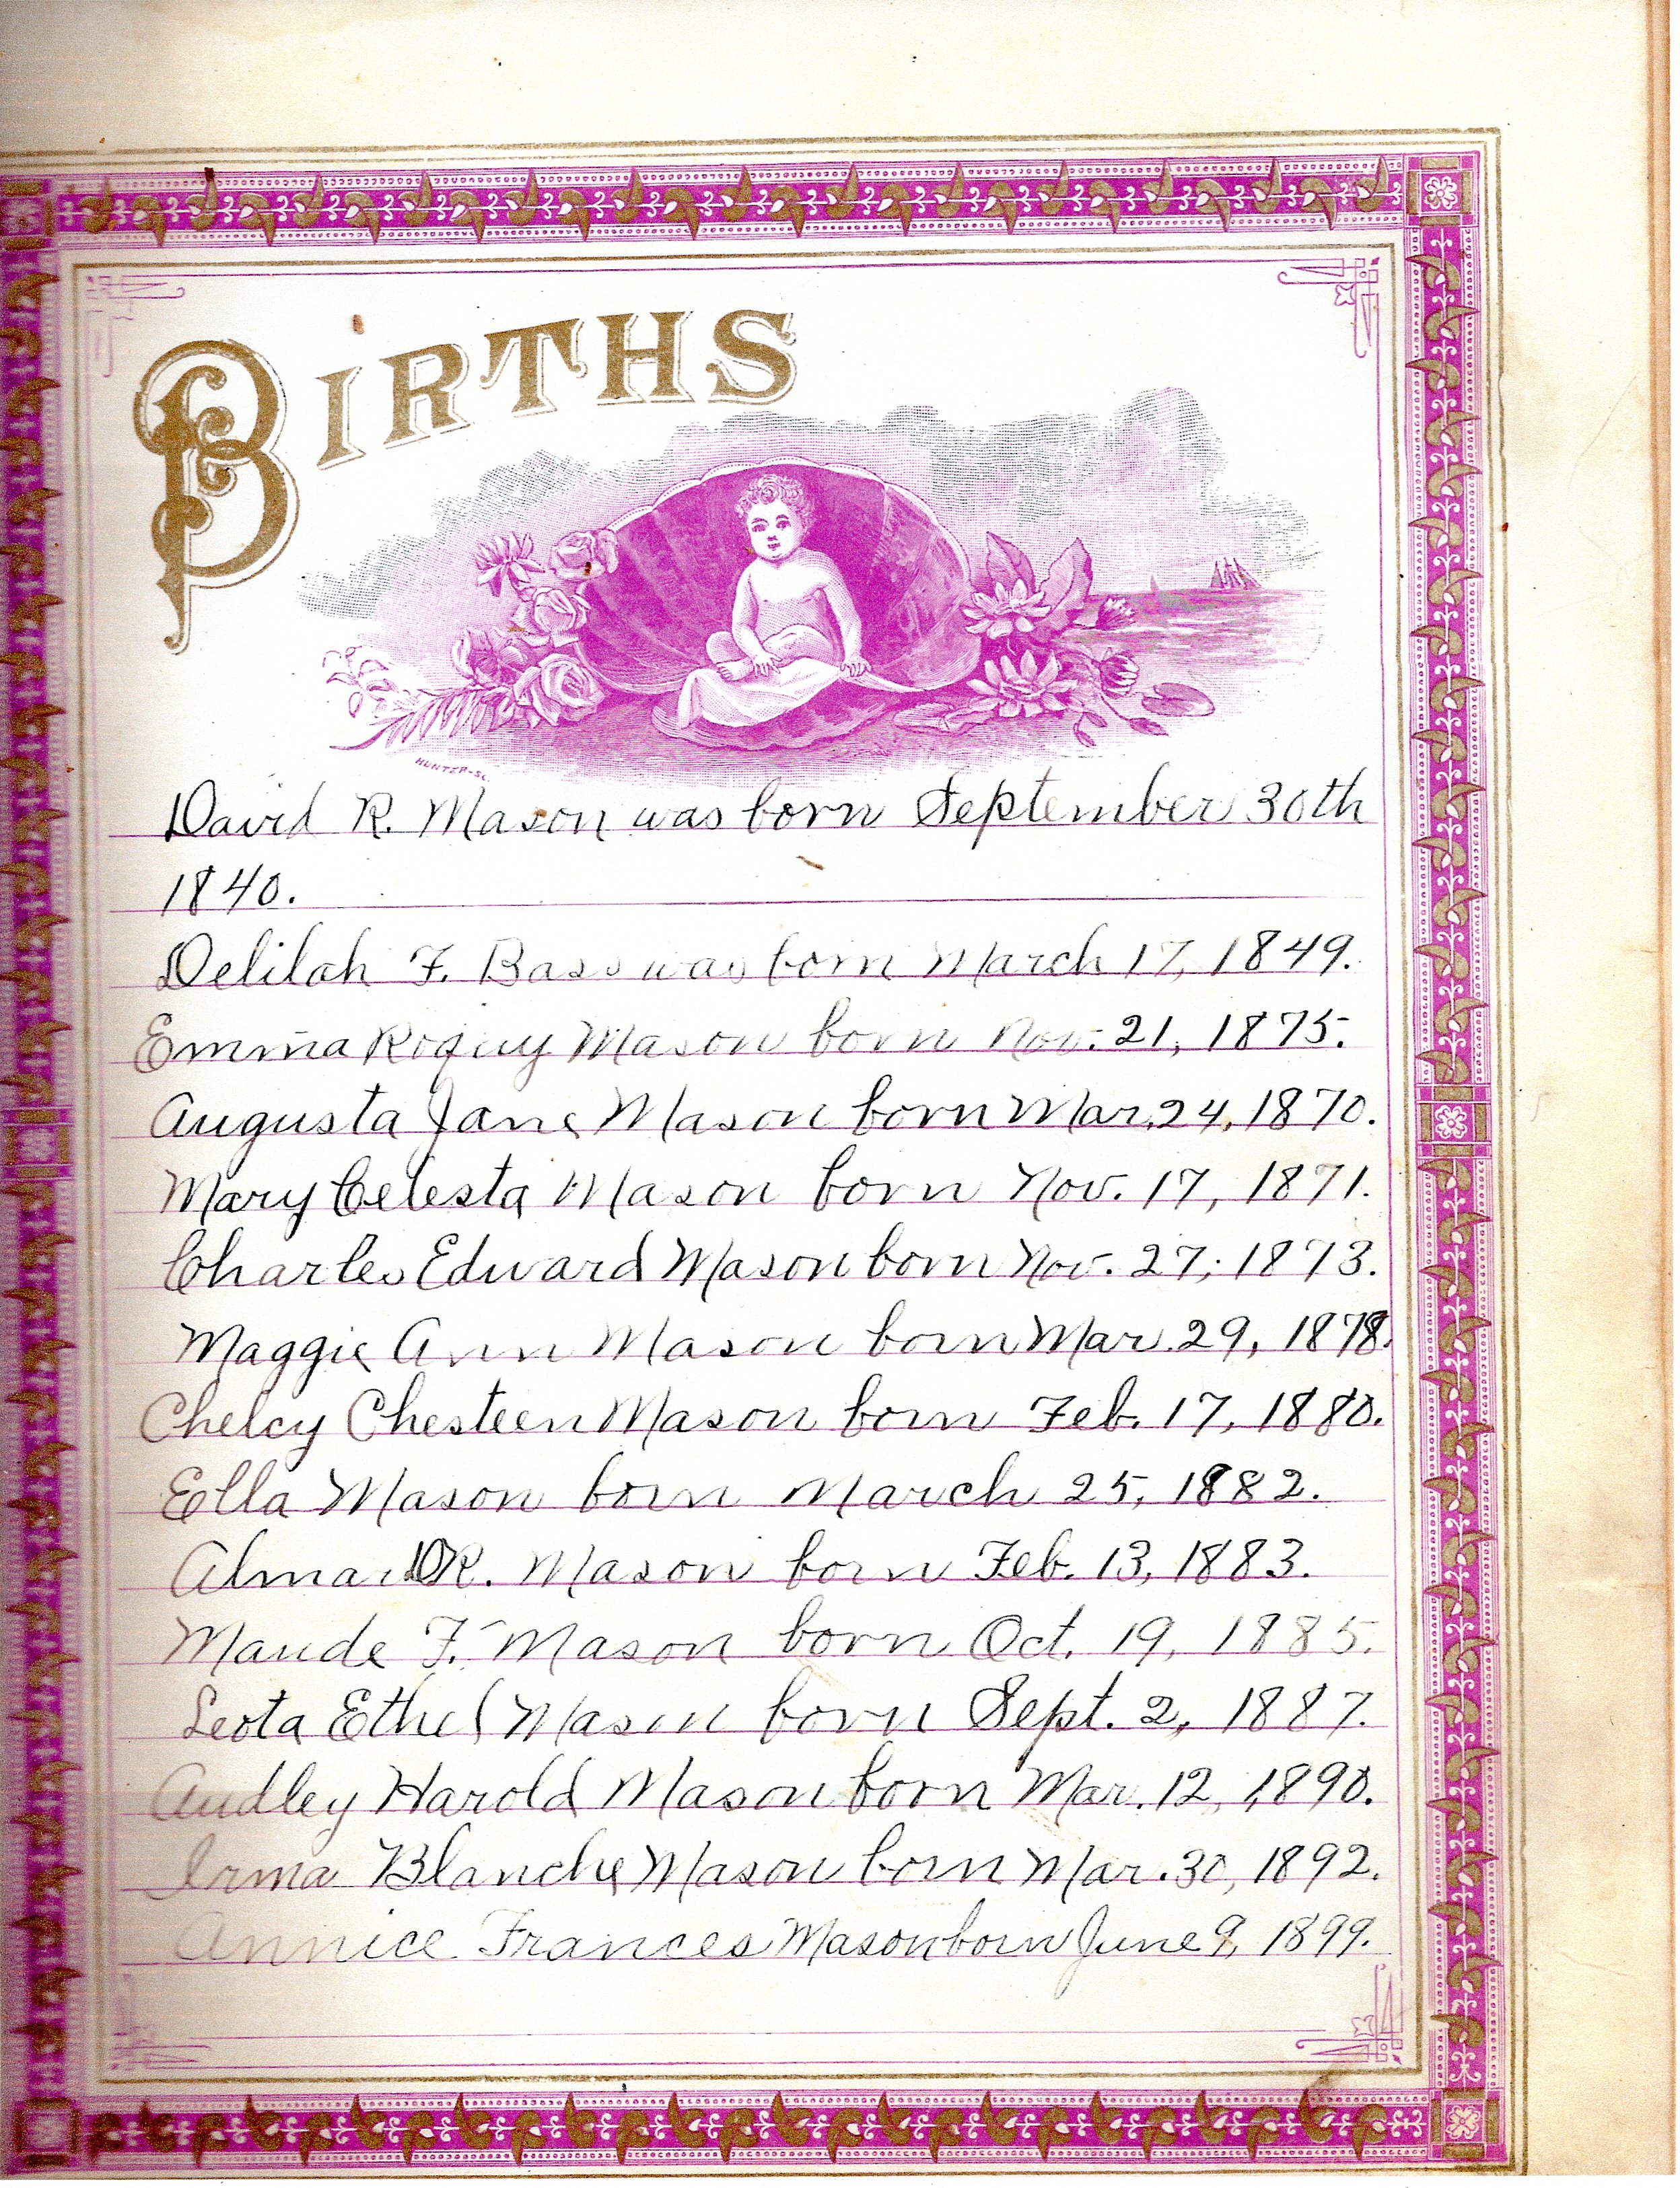 BIRTHS
HUNTER-SC
David R. Mason was born September 30th
1840.
Delilah F. Bass was born March 17, 1849.
Emma Mason born Nov. 21, 1875.
Augusta Jane Mason born Mar. 24, 1870.
Mary Celesta Mason born Nov. 17, 1871.
Charles Edward Mason born Nov. 27, 1873.
Maggie Ann Mason born Mar. 29, 1878.
Chelcy Chesteen Mason born Feb. 17, 1880.
Ella Mason born March 25, 1882.
R. Mason born Feb. 13, 1883.
Maude F. Mason born Oct. 19, 1885.
Leota Ethel Mason born Sept. 2, 1887.
Audley Harold Mason born Mar. 12, 1890.
Irma Blanche Mason born Mar. 30, 1892.
Annice Frances Mason born June 9, 1899.